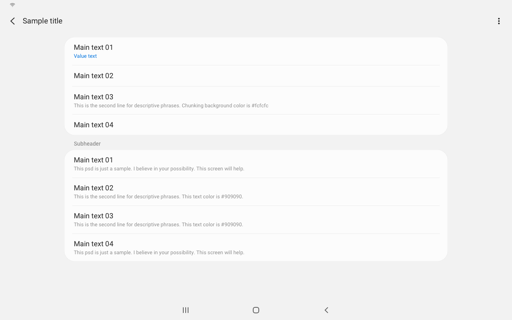 Sample title
Main text 01
Value text
Main text 02
Main text 03
This is the second line for descriptive phrases. Chunking background color is #fcfcfc
Main text 04
Subheader
Main text 01
This psd is just a sample. I believe in your possibility. This screen will help.
Main text 02
This is the second line for descriptive phrases. This text color is #909090.
Main text 03
This is the second line for descriptive phrases. This text color is #909090.
Main text 04
This psd is just a sample. I believe in your possibility. This screen will help.